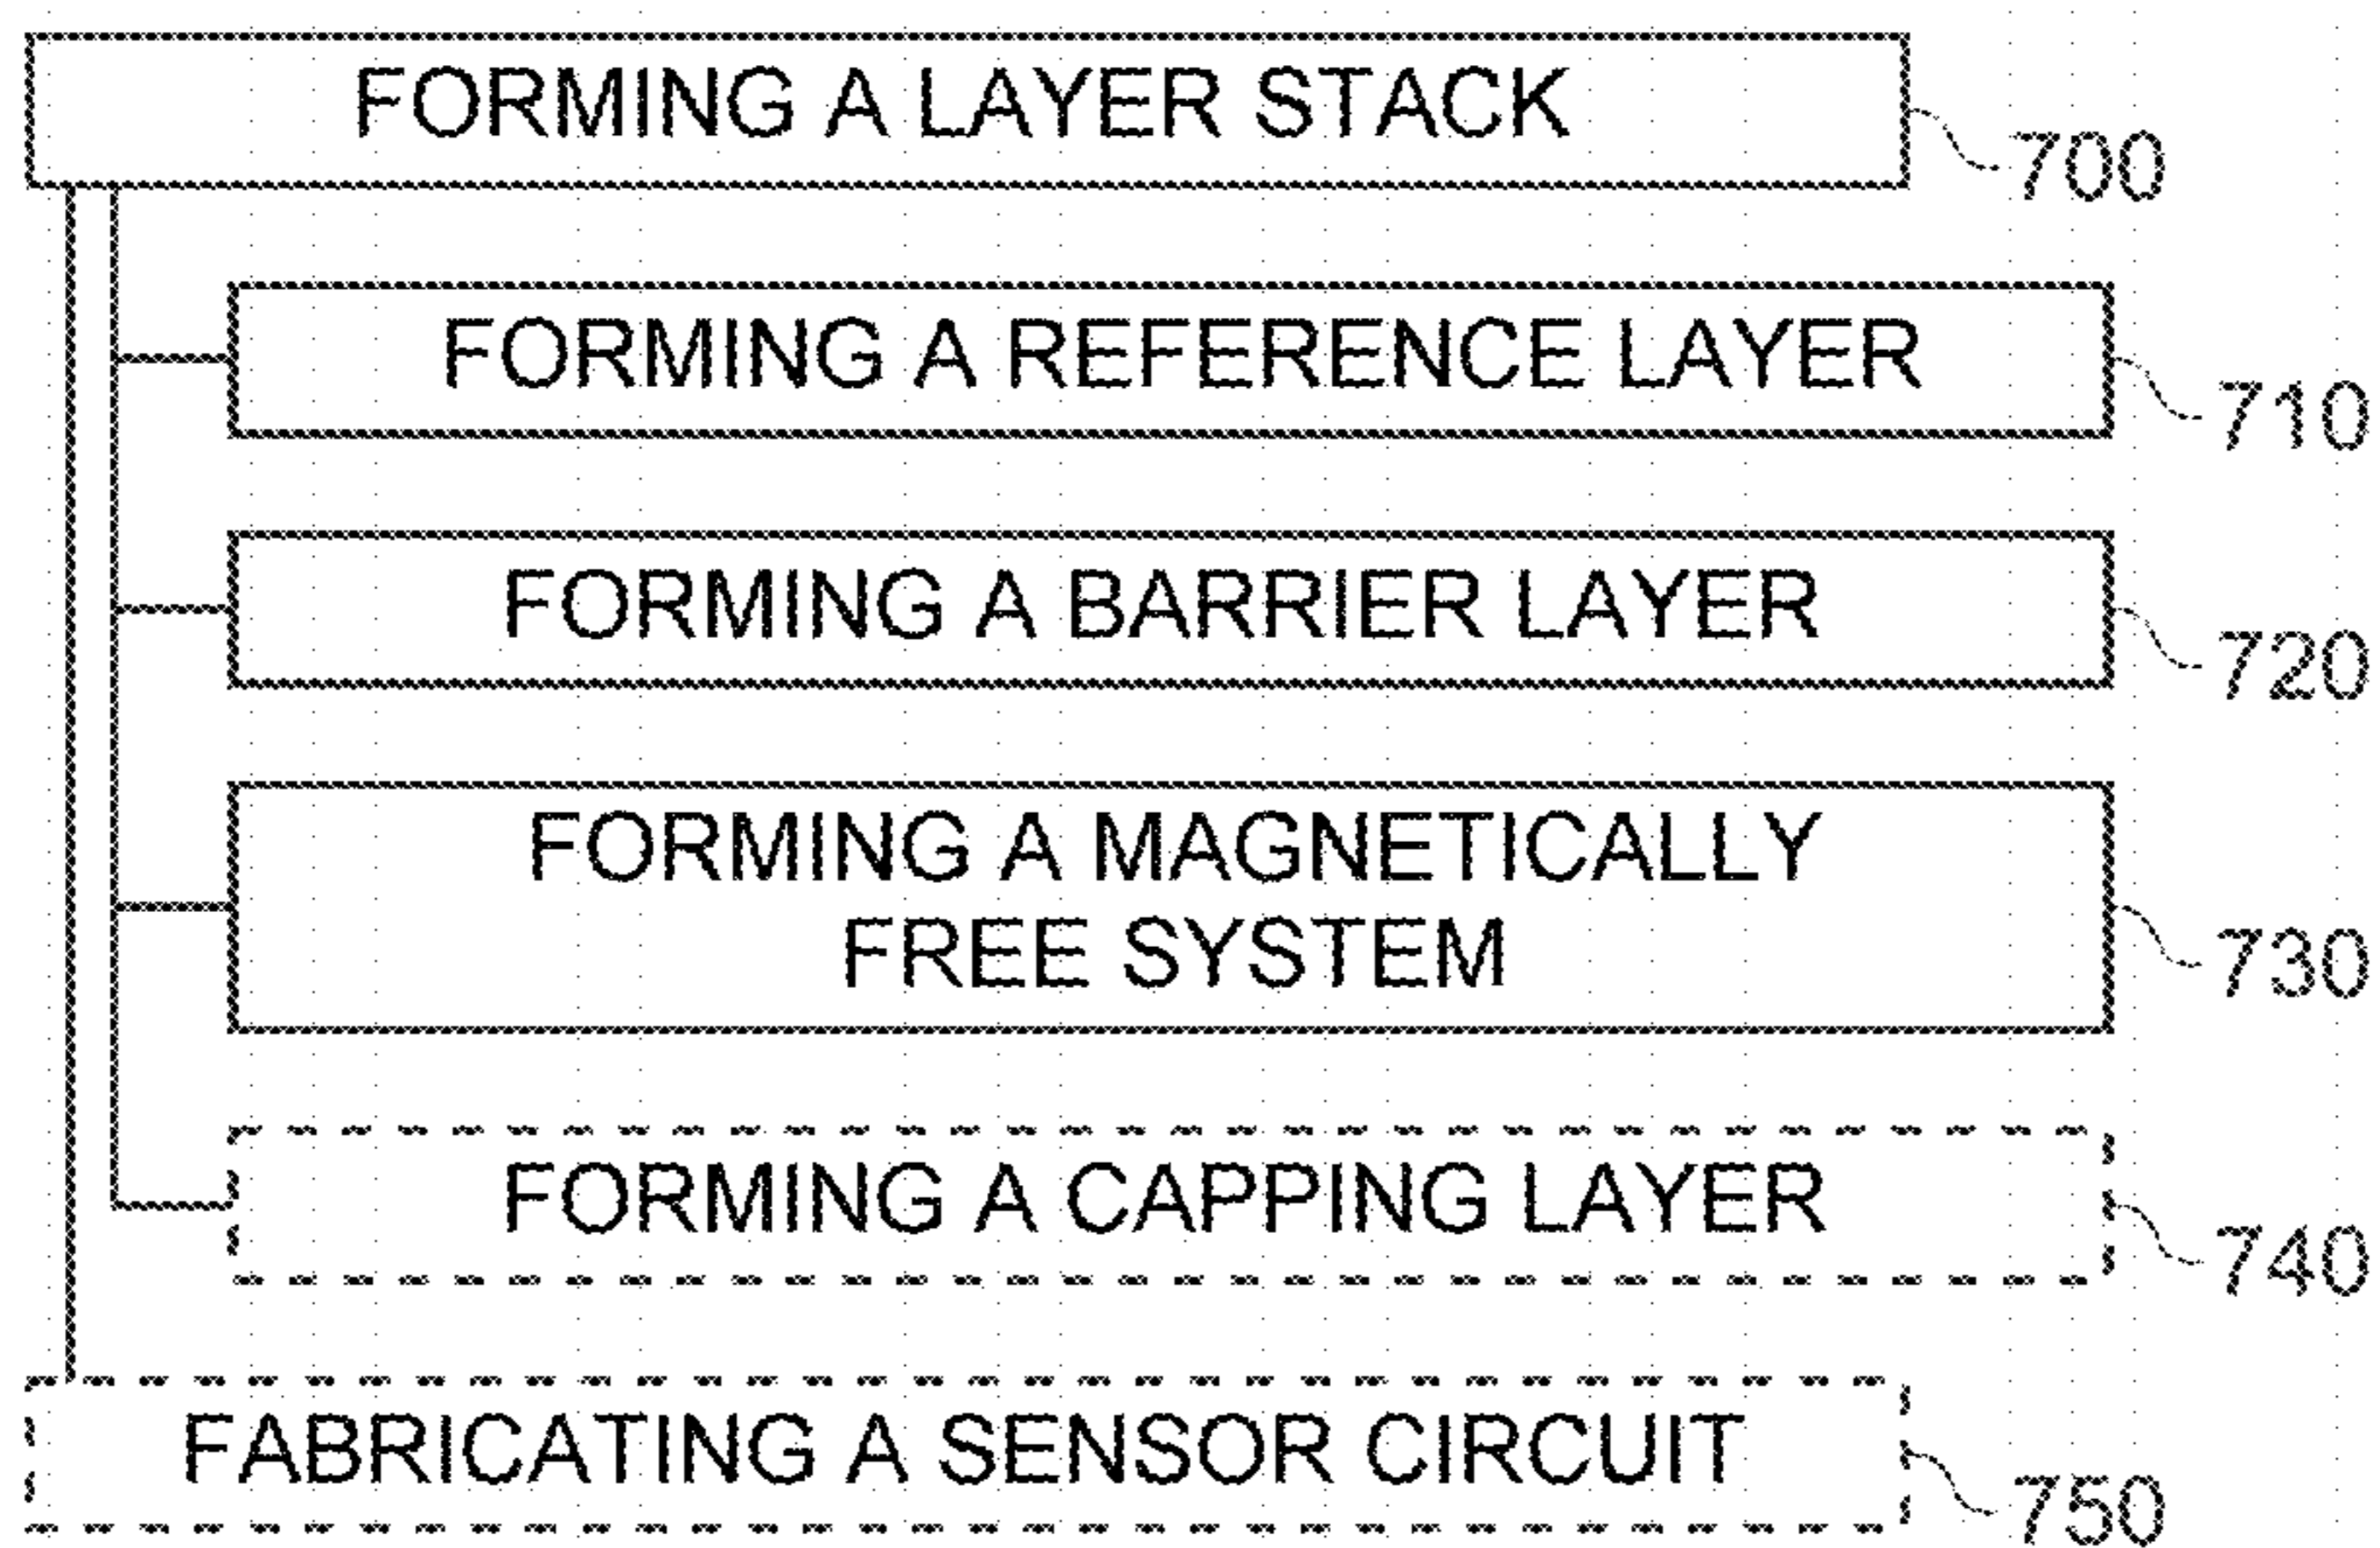 FORMING A LAYER STACK
700
FORMING A REFERENCE LAYER
710
FORMING A BARRIER LAYER
720
FORMING A MAGNETICALLY
FREE SYSTEM
730
FORMING A CAPPING LAYER
740
FABRICATING A SENSOR CIRCUIT
750